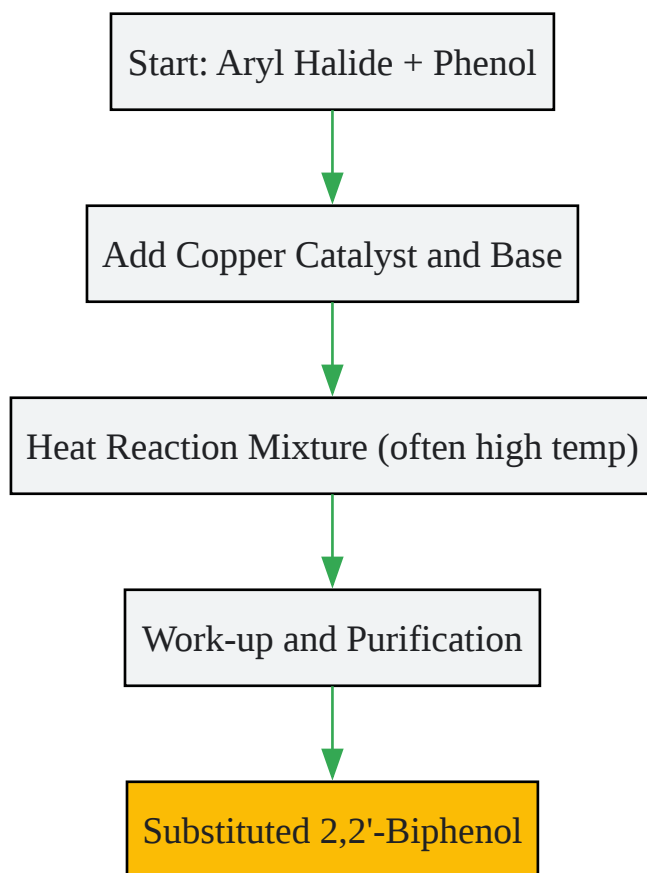 Start: Aryl Halide + Phenol
Add Copper Catalyst and Base
Heat Reaction Mixture (often high temp)
Work-up and Purification
Substituted 2,2'-Biphenol